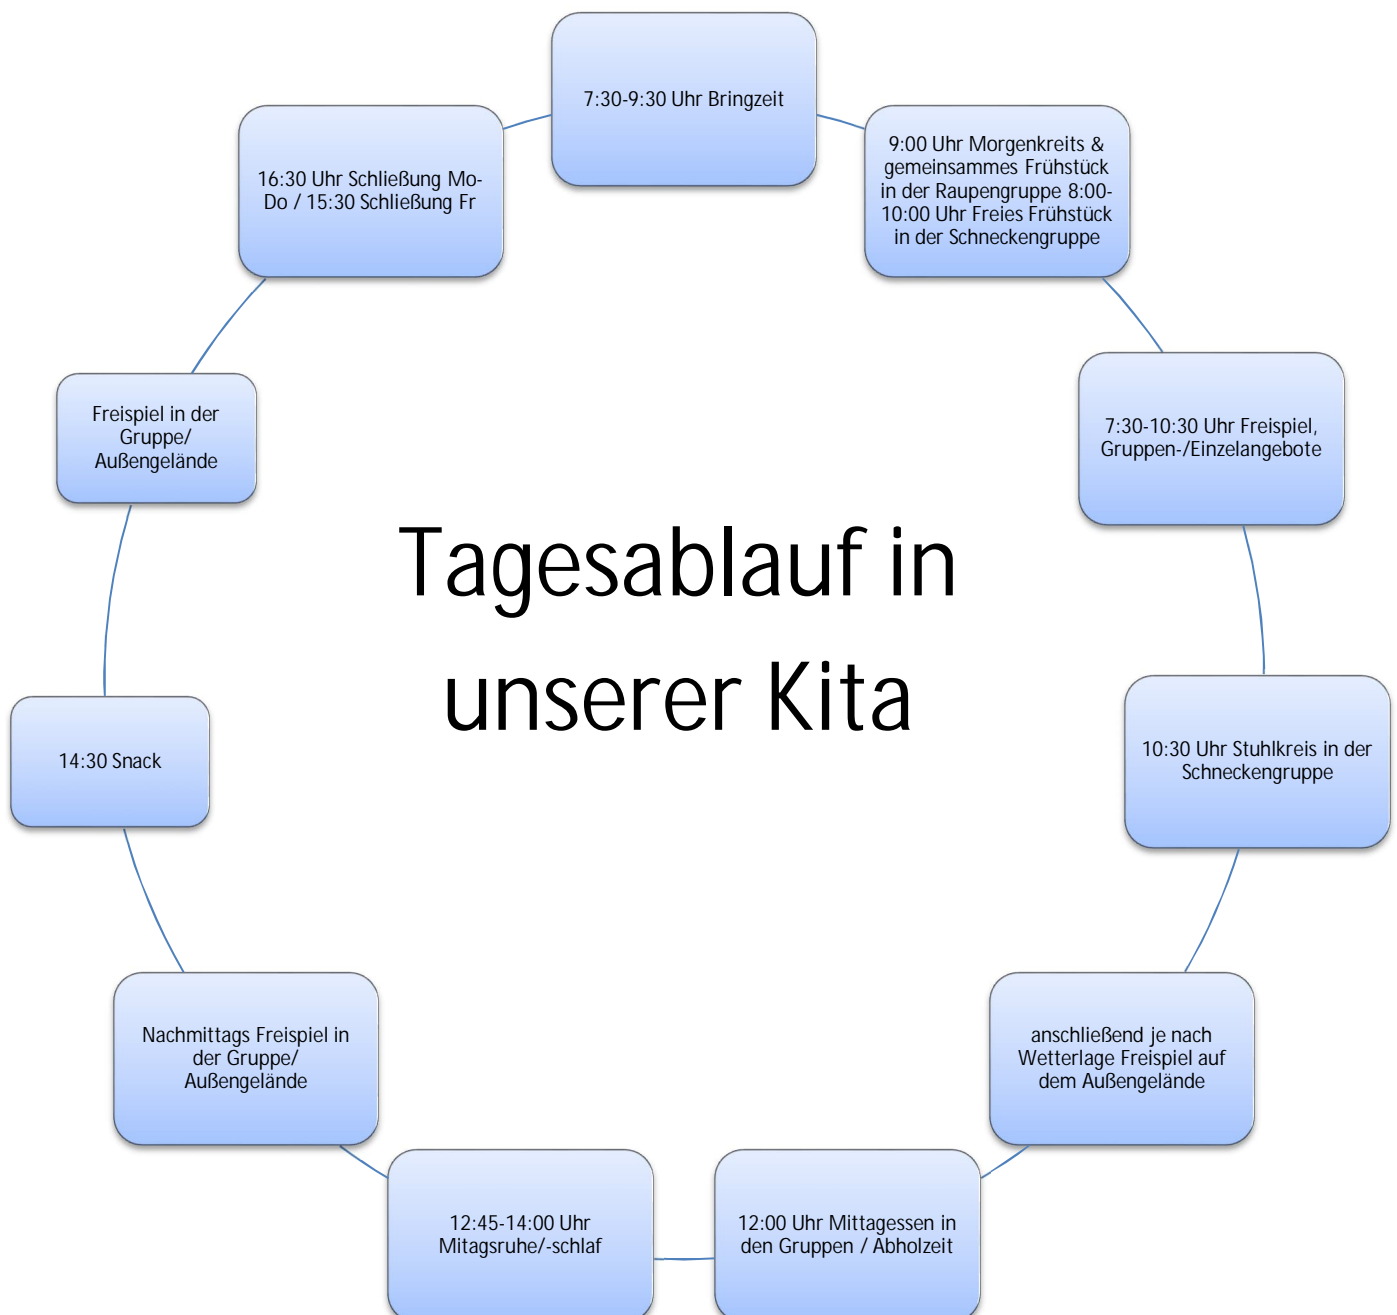 7:30-9:30 Uhr Bringzeit
9:00 Uhr Morgenkreits &
gemeinsammes Frühstück
in der Raupengruppe 8:00-
10:00 Uhr Freies Frühstück
in der Schneckengruppe
7:30-10:30 Uhr Freispiel,
Gruppen-/Einzelangebote
10:30 Uhr Stuhlkreis in der
Schneckengruppe
anschließend je nach
Wetterlage Freispiel auf
dem Außengelände
12:00 Uhr Mittagessen in
den Gruppen / Abholzeit
12:45-14:00 Uhr
Mitagsruhe/-schlaf
Nachmittags Freispiel in
der Gruppe/
Außengelände
14:30 Snack
Freispiel in der
Gruppe/
Außengelände
16:30 Uhr Schließung Mo-
Do / 15:30 Schließung Fr
Tagesablauf in
unserer Kita